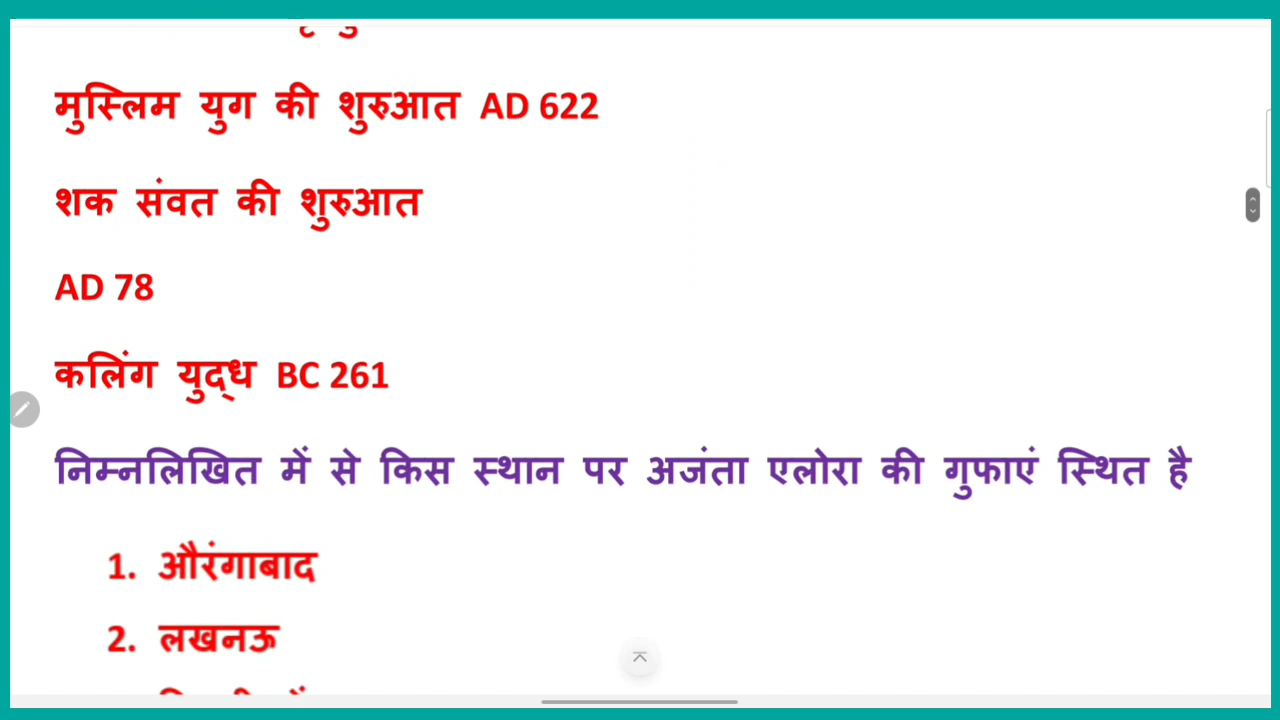 मुस्लिम युग की शुरुआत AD 622
शक संवत की शुरुआत
AD 78
कलिंग युद्ध BC 261
निम्नलिखित में से किस स्थान पर अजंता एलोरा की गुफाएं स्थित है
1. औरंगाबाद
2. लखनऊ